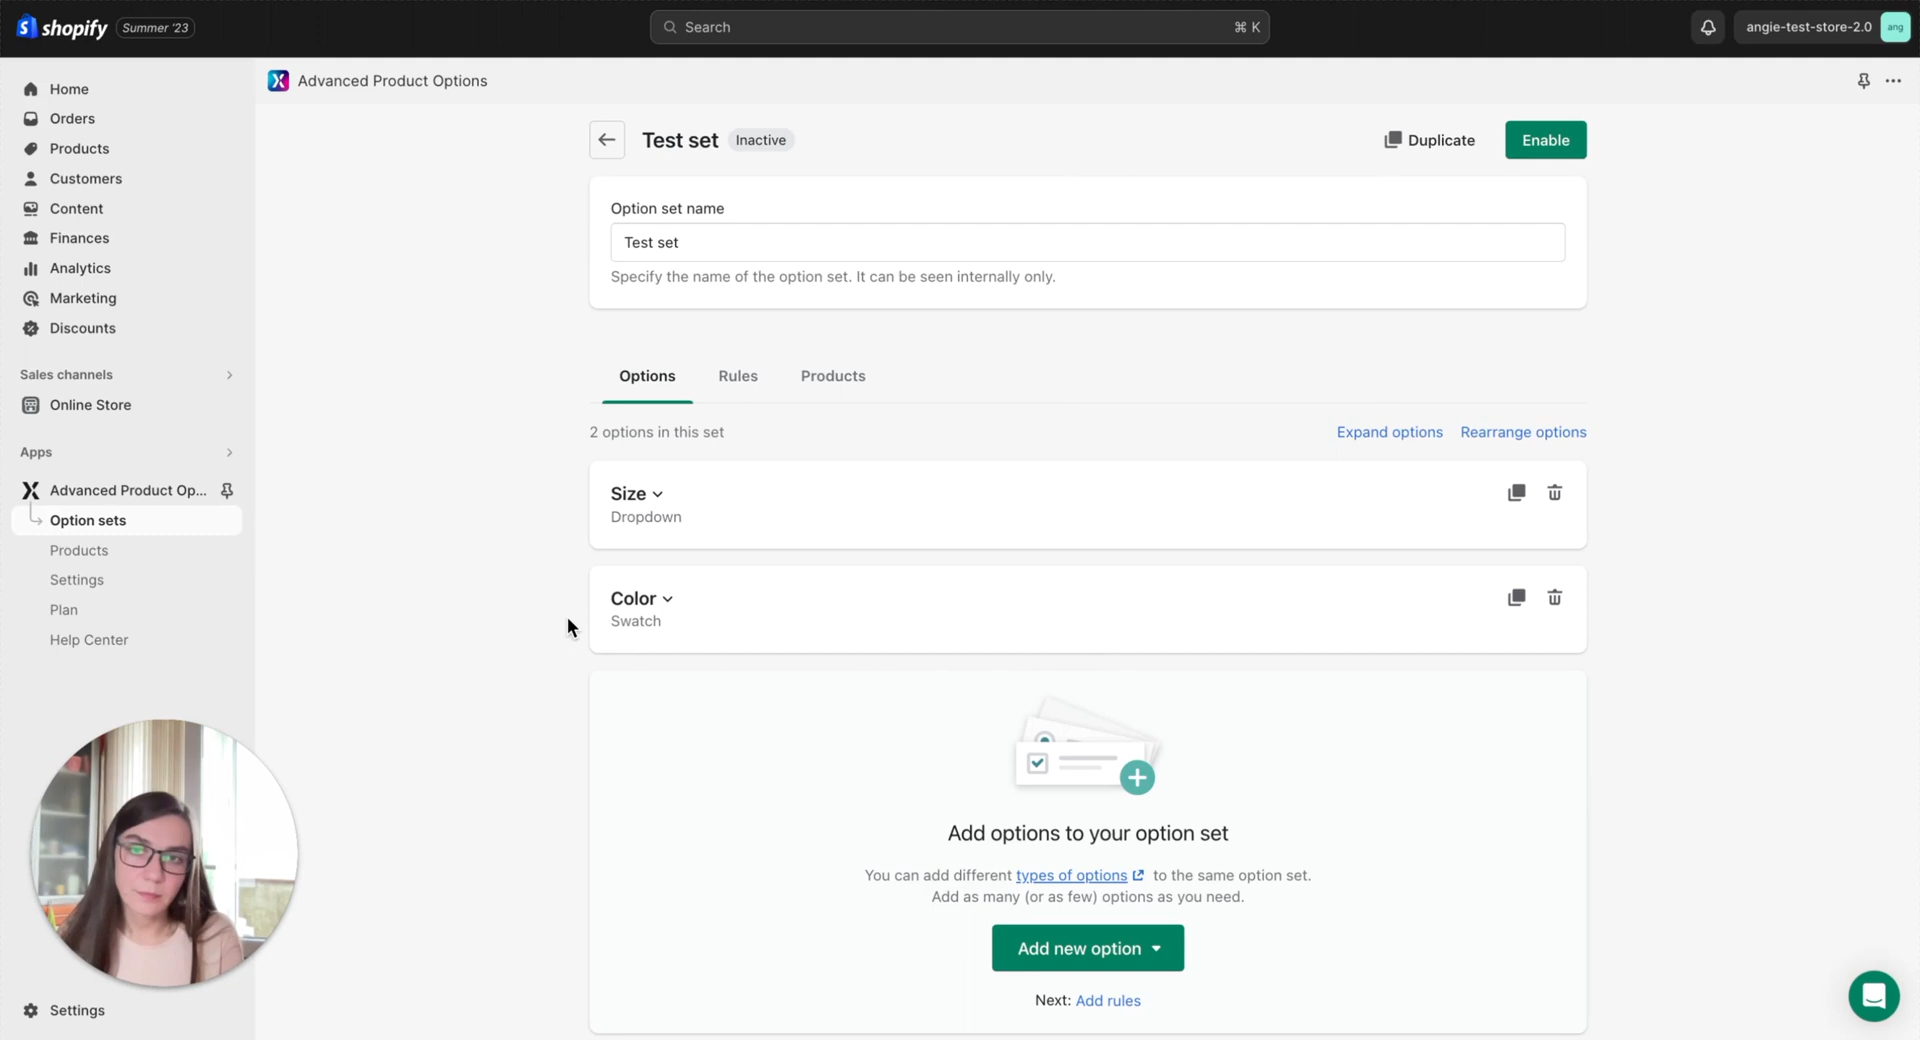 shopify Summer '23
Search
⌘ K
angie-test-store-2.0
ang
Home
Orders
Products
Customers
Content
Finances
Analytics
Marketing
Discounts
Sales channels
Online Store
Apps
Advanced Product Op...
Option sets
Products
Settings
Plan
Help Center
Settings
Advanced Product Options
Test set Inactive
Duplicate
Enable
Option set name
Test set
Specify the name of the option set. It can be seen internally only.
Options Rules Products
2 options in this set
Expand options Rearrange options
Size
Dropdown
Color
Swatch
Add options to your option set
You can add different types of options to the same option set.
Add as many (or as few) options as you need.
Add new option
Next: Add rules